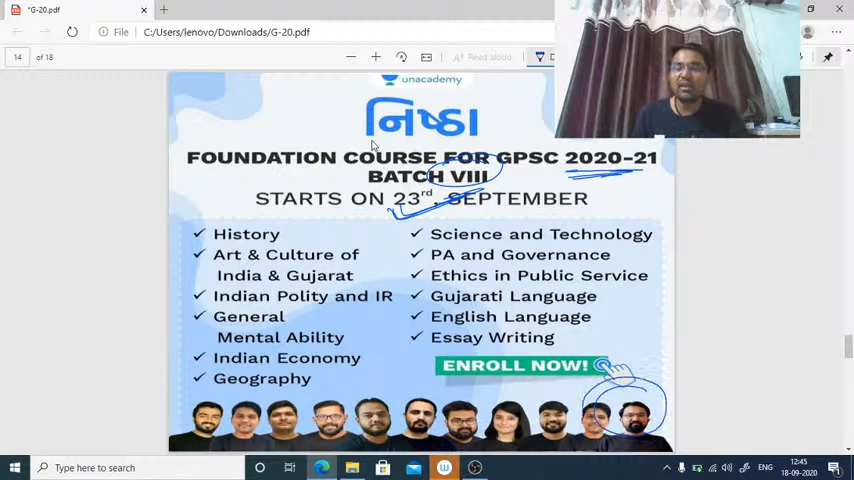 *G-20.pdf
File
C:/Users/lenovo/Downloads/G-20.pdf
14 of 18
Read aloud
unacademy
નિષ્ઠા
FOUNDATION COURSE FOR GPSC 2020-21
BATCH VIII
STARTS ON 23rd, SEPTEMBER
✓ History
✓ Art & Culture of
India & Gujarat
✓ Indian Polity and IR
✓ General
Mental Ability
✓ Indian Economy
✓ Geography
✓ Science and Technology
✓ PA and Governance
✓ Ethics in Public Service
✓ Gujarati Language
✓ English Language
✓ Essay Writing
ENROLL NOW!
Type here to search
ENG
12:45
18-09-2020